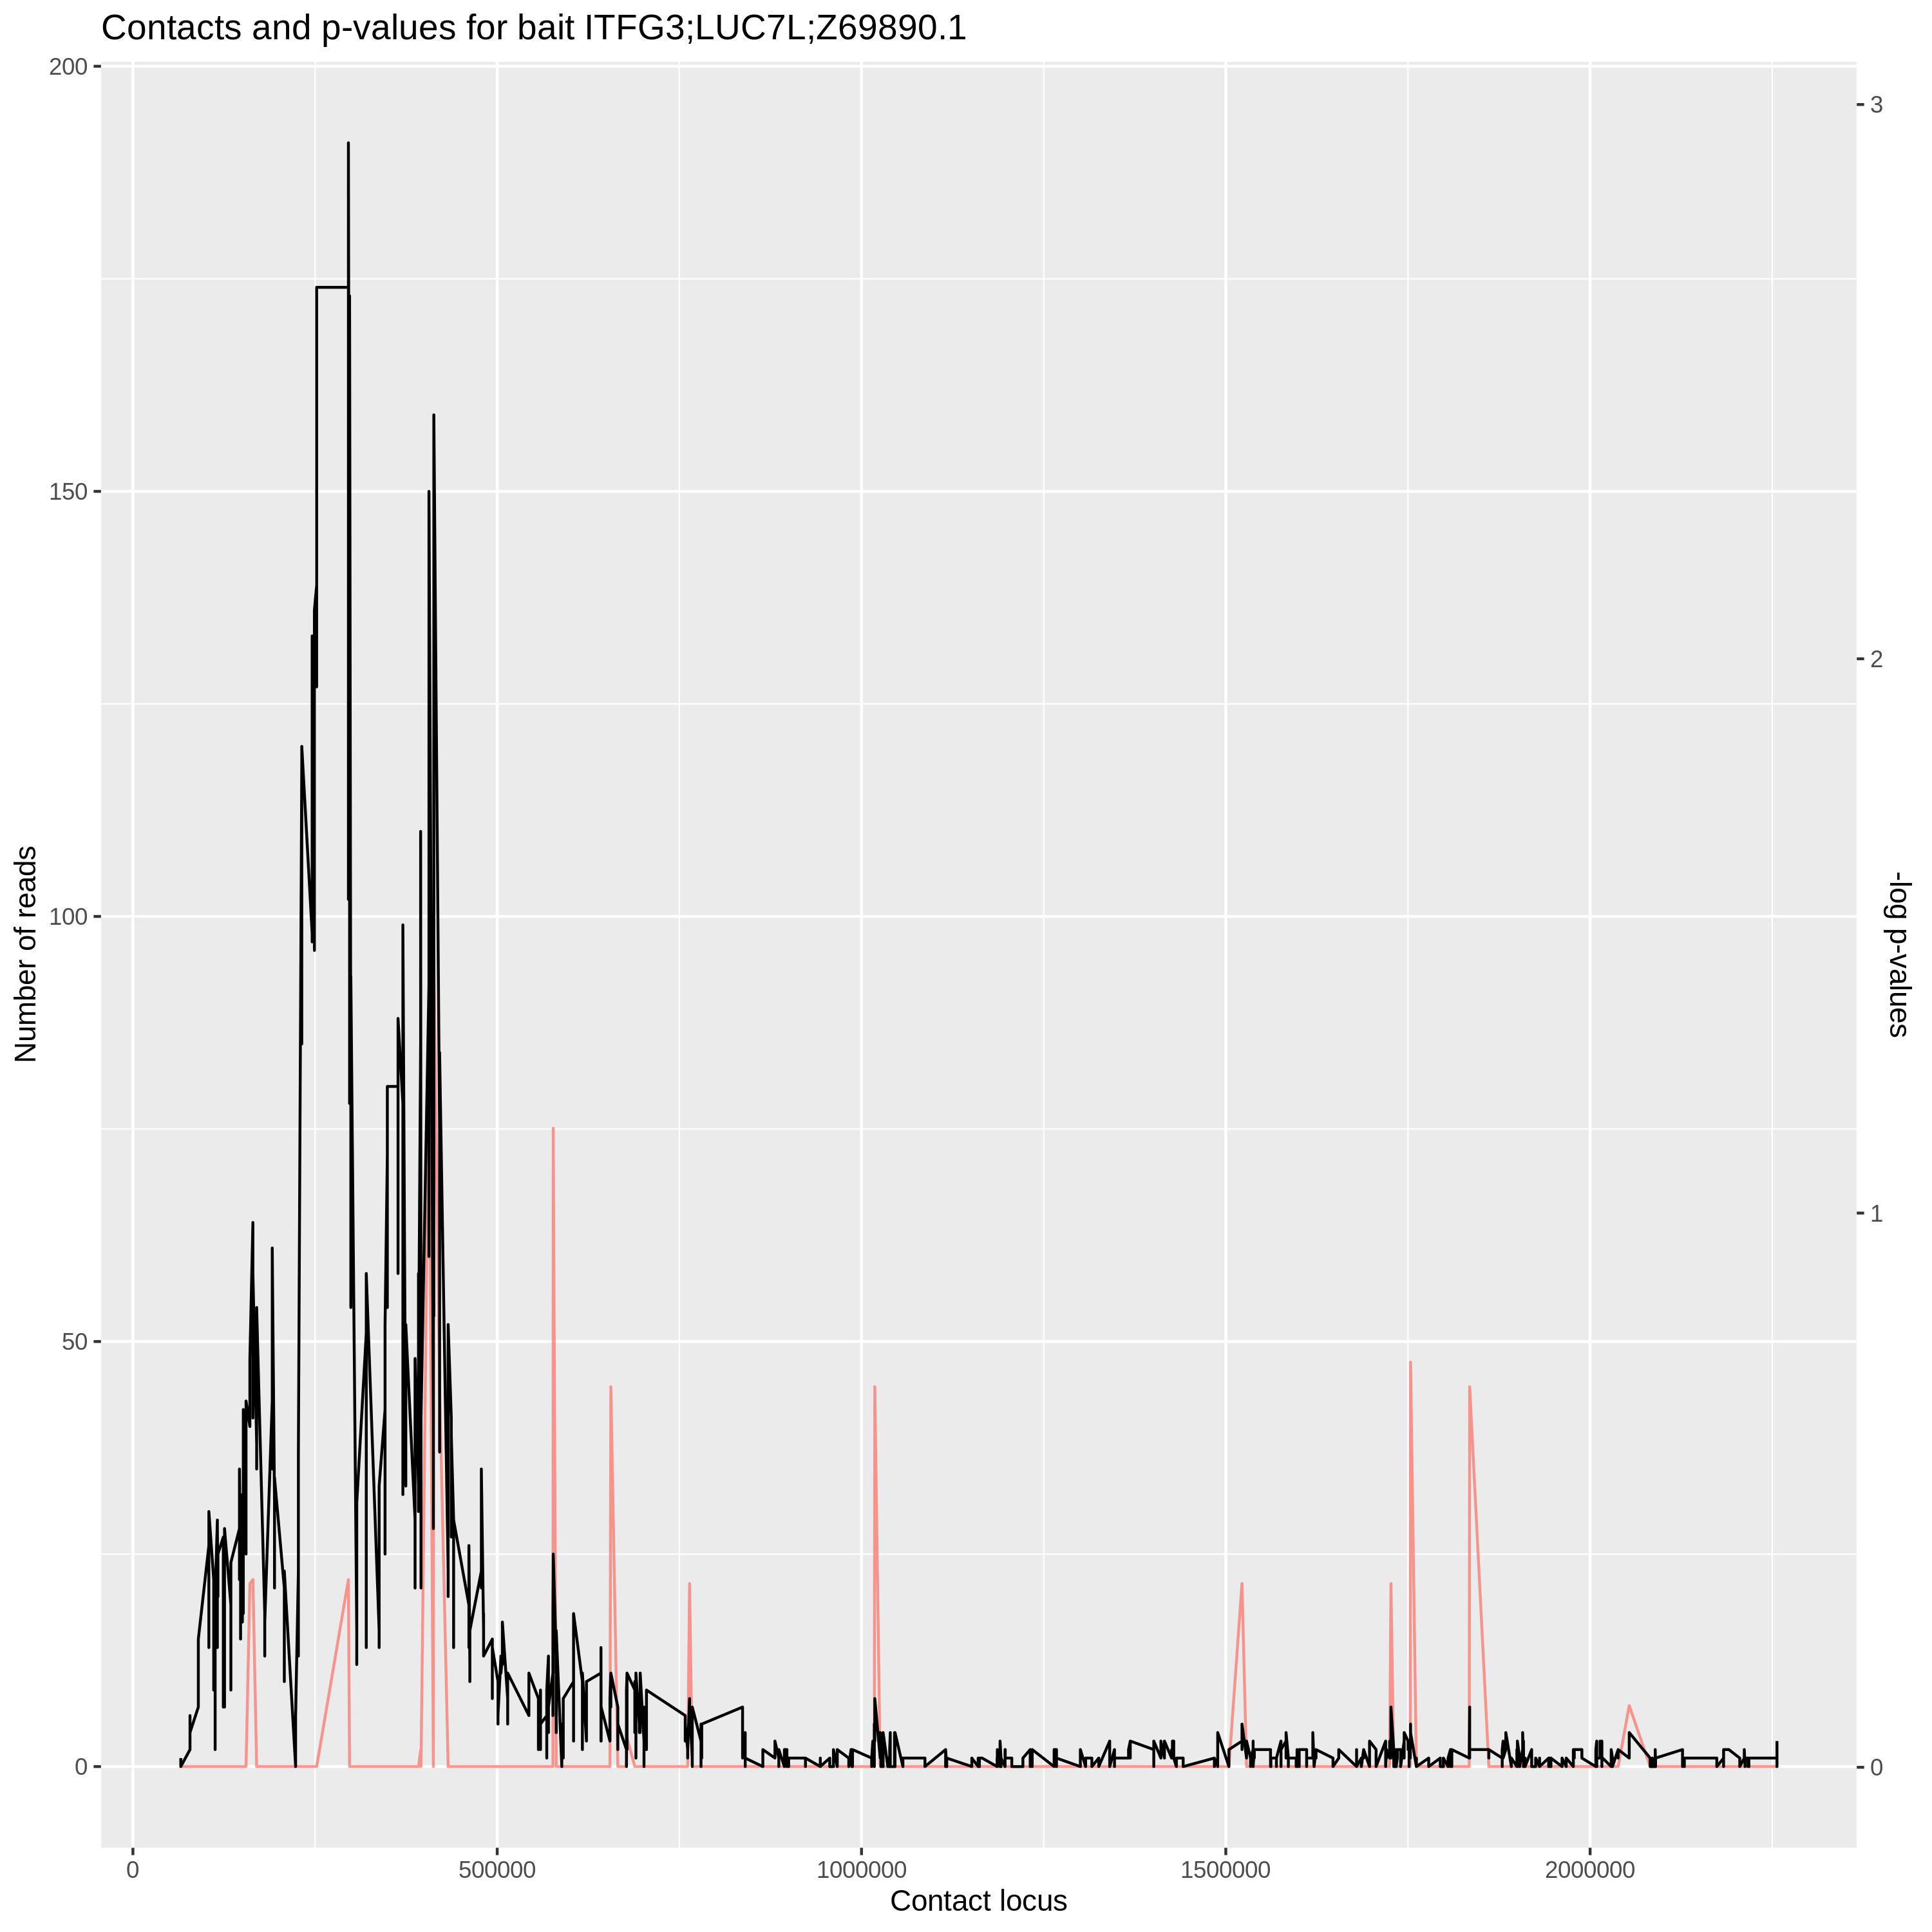 Contacts and p-values for bait ITFG3;LUC7L;Z69890.1
200
150
100
50
0
Number of reads
3
2
1
0
-log p-values
0 500000 1000000 1500000 2000000
Contact locus